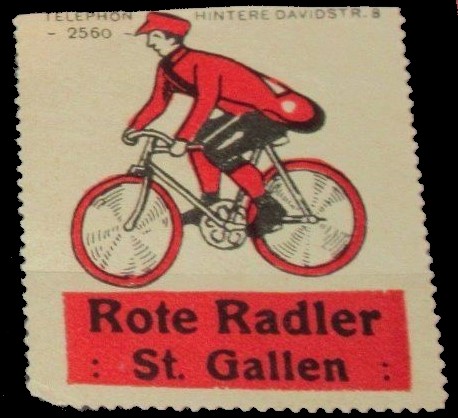 TELEPHON HINTERE DAVIDSTR. 8
- 2560 -
Rote Radler
: St. Gallen :